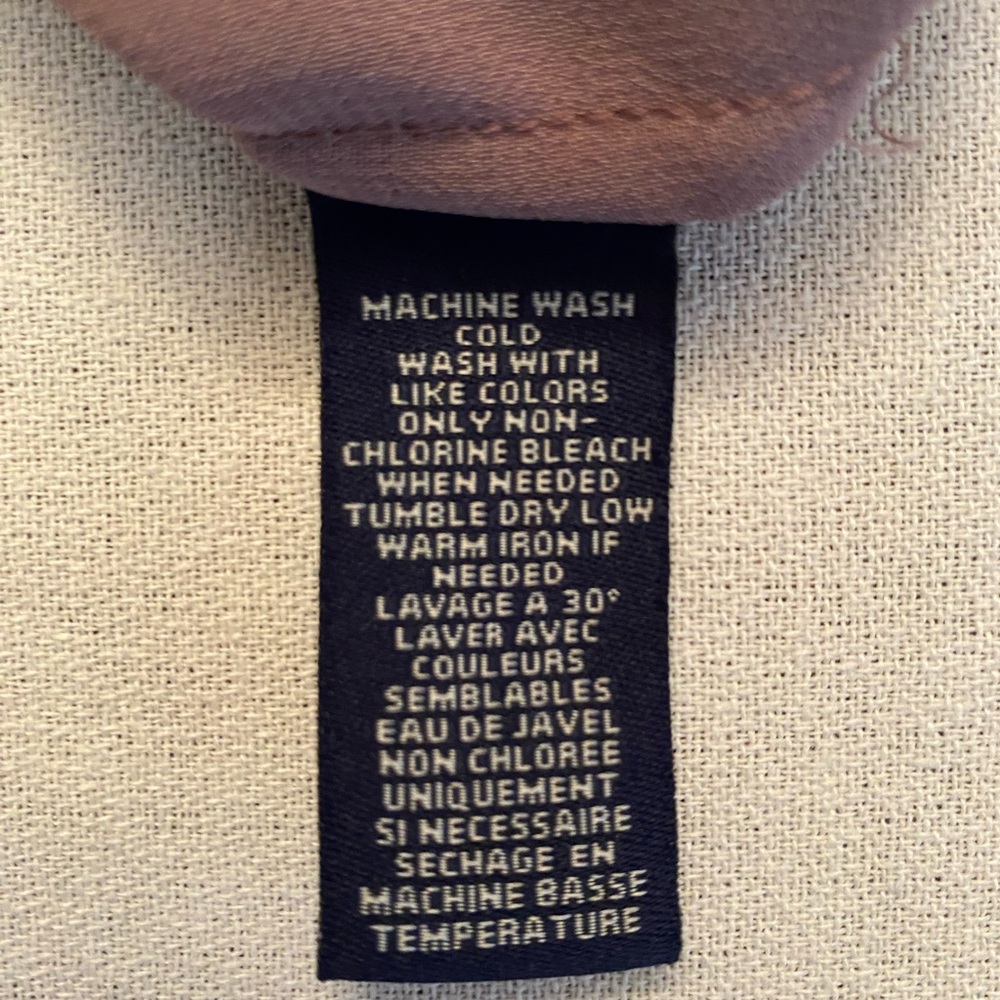 MACHINE WASH
COLD
WASH WITH
LIKE COLORS
ONLY NON-
CHLORINE BLEACH
WHEN NEEDED
TUMBLE DRY LOW
WARM IRON IF
NEEDED
LAVAGE A 30°
LAVER AVEC
COULEURS
SEMBLABLES
EAU DE JAVEL
NON CHLOREE
UNIQUEMENT
SI NECESSAIRE
SECHAGE EN
MACHINE BASSE
TEMPERATURE